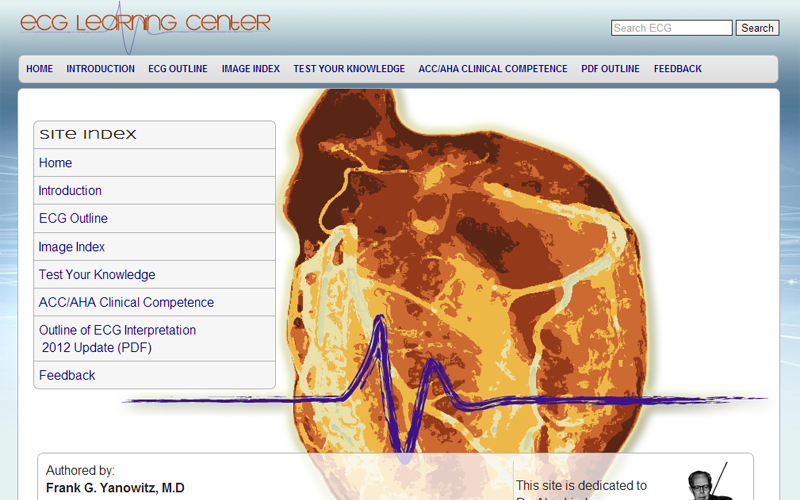 ECG LEARNING CENTER
Search ECG Search
HOME INTRODUCTION ECG OUTLINE IMAGE INDEX TEST YOUR KNOWLEDGE ACC/AHA CLINICAL COMPETENCE PDF OUTLINE FEEDBACK
SITE INDEX
Home
Introduction
ECG Outline
Image Index
Test Your Knowledge
ACC/AHA Clinical Competence
Outline of ECG Interpretation
2012 Update (PDF)
Feedback
Authored by:
Frank G. Yanowitz, M.D
This site is dedicated to